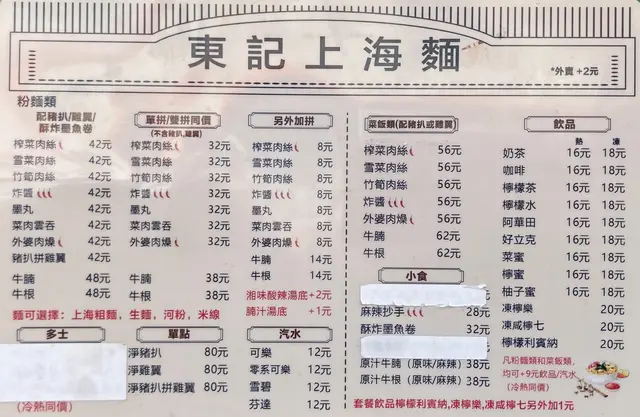 東記上海麵
*外賣 +2元
粉麵類
配豬扒/雞翼/
酥炸墨魚卷
榨菜肉絲 42元
雪菜肉絲 42元
竹筍肉絲 42元
炸醬 42元
墨丸 42元
菜肉雲吞 42元
外婆肉燥 42元
豬扒拼雞翼 42元
牛腩 48元
牛根 48元
單拼/雙拼同價
(不含豬扒,雞翼)
榨菜肉絲 32元
雪菜肉絲 32元
竹筍肉絲 32元
炸醬 32元
墨丸 32元
菜肉雲吞 32元
外婆肉燥 32元
牛腩 38元
牛根 38元
另外加拼
榨菜肉絲 8元
雪菜肉絲 8元
竹筍肉絲 8元
炸醬 8元
墨丸 8元
菜肉雲吞 8元
外婆肉燥 8元
牛腩 14元
牛根 14元
湘味酸辣湯底+2元
腩汁湯底 +1元
麵可選擇：上海粗麵，生麵，河粉，米線
多士
(冷熱同價)
單點
淨豬扒 80元
淨雞翼 80元
淨豬扒拼雞翼 80元
汽水
可樂 12元
零系可樂 12元
雪碧 12元
芬達 12元
菜飯類(配豬扒或雞翼)
榨菜肉絲 56元
雪菜肉絲 56元
竹筍肉絲 56元
炸醬 56元
外婆肉燥 56元
牛腩 62元
牛根 62元
小食
麻辣抄手 28元
酥炸墨魚卷 32元
原汁牛腩（原味/麻辣）38元
原汁牛根（原味/麻辣）38元
飲品
熱 凍
奶茶 16元 18元
咖啡 16元 18元
檸檬茶 16元 18元
檸檬水 16元 18元
阿華田 16元 18元
好立克 16元 18元
菜蜜 16元 18元
檸蜜 16元 18元
柚子蜜 16元 18元
凍檸樂 20元
凍咸檸七 20元
檸檬利賓納 20元
凡粉麵類和菜飯類，
均可+9元飲品/汽水
(冷熱同價)
套餐飲品檸檬利賓納,凍檸樂,凍咸檸七另外加1元